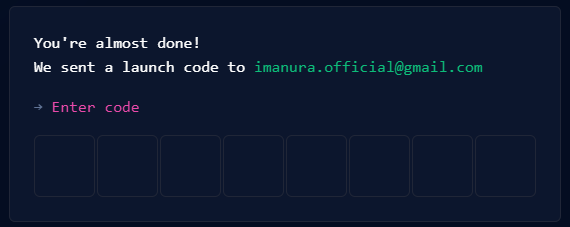 You're almost done!
We sent a launch code to imanura.official@gmail.com
→ Enter code